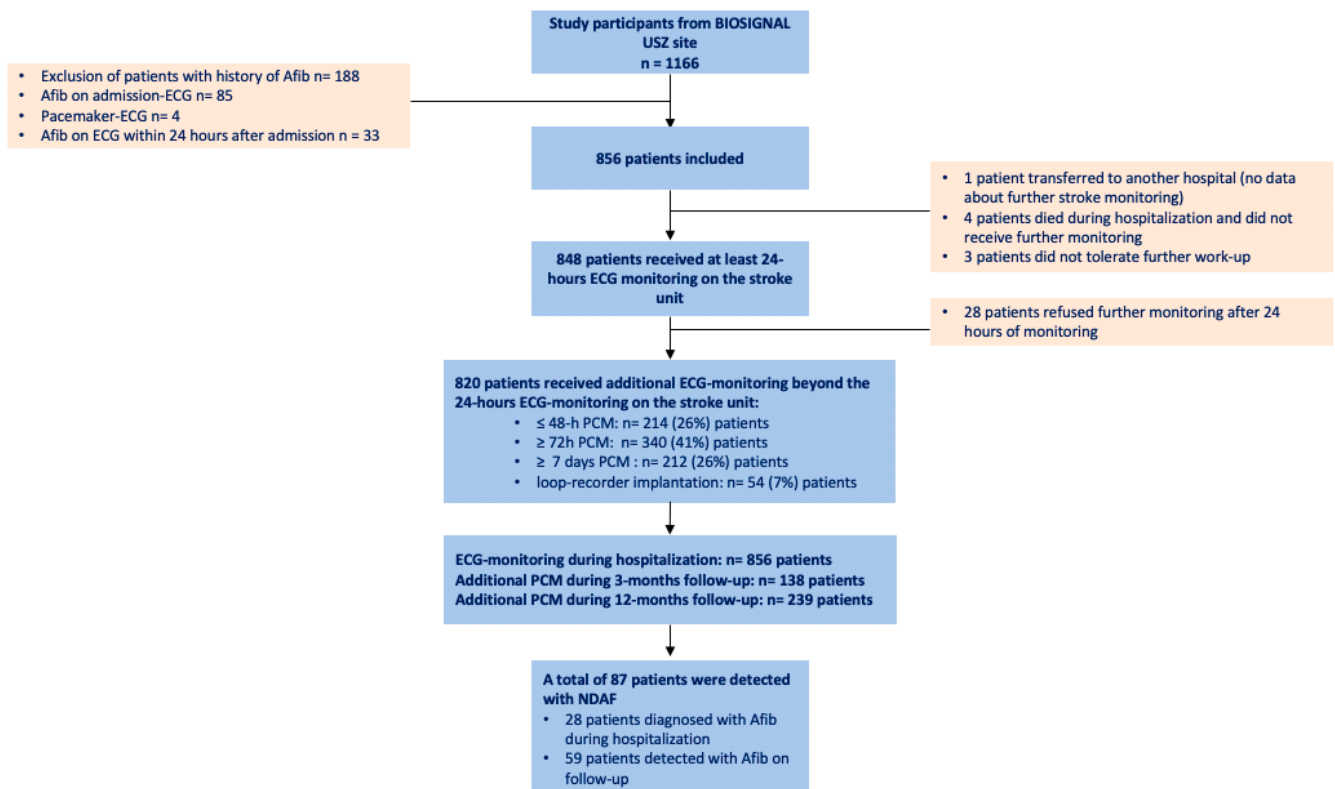 Study participants from BIOSIGNAL
USZ site
n = 1166
• Exclusion of patients with history of Afib n= 188
• Afib on admission-ECG n= 85
• Pacemaker-ECG n= 4
• Afib on ECG within 24 hours after admission n = 33
856 patients included
• 1 patient transferred to another hospital (no data
about further stroke monitoring)
• 4 patients died during hospitalization and did not
receive further monitoring
• 3 patients did not tolerate further work-up
848 patients received at least 24-
hours ECG monitoring on the stroke
unit
• 28 patients refused further monitoring after 24
hours of monitoring
820 patients received additional ECG-monitoring beyond the
24-hours ECG-monitoring on the stroke unit:
• ≤ 48-h PCM: n= 214 (26%) patients
• ≥ 72h PCM: n= 340 (41%) patients
• ≥ 7 days PCM : n= 212 (26%) patients
• loop-recorder implantation: n= 54 (7%) patients
ECG-monitoring during hospitalization: n= 856 patients
Additional PCM during 3-months follow-up: n= 138 patients
Additional PCM during 12-months follow-up: n= 239 patients
A total of 87 patients were detected
with NDAF
• 28 patients diagnosed with Afib
during hospitalization
• 59 patients detected with Afib on
follow-up